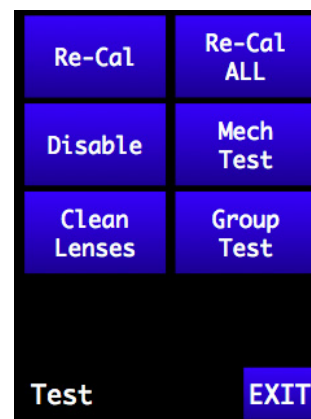 Re-Cal
Re-Cal
ALL
Disable
Mech
Test
Clean
Lenses
Group
Test
Test
EXIT